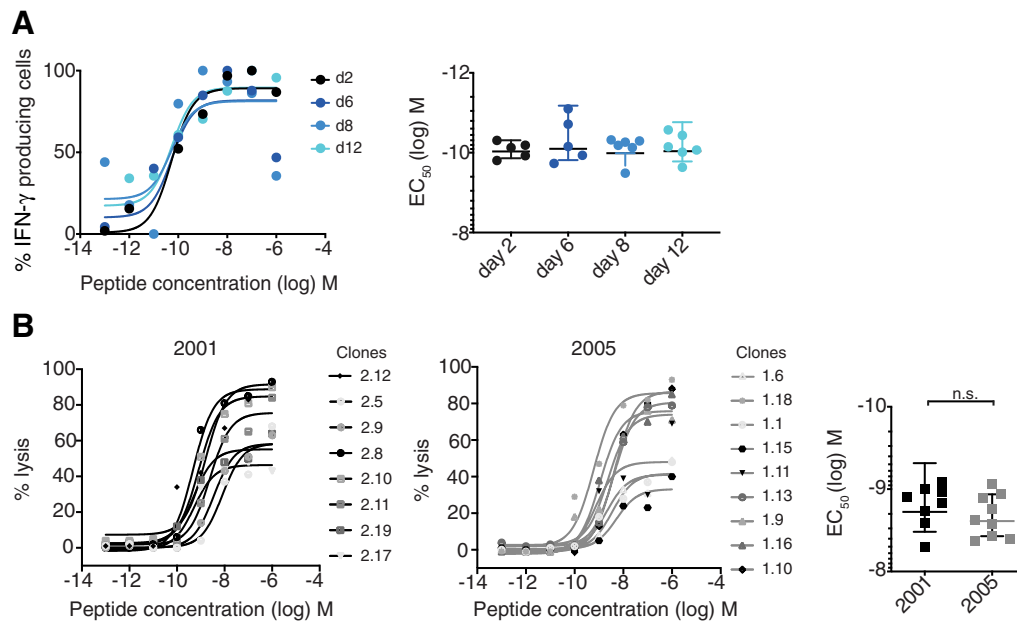 A
% IFN-γ producing cells
100
50
0
-14 -12 -10 -8 -6 -4
Peptide concentration (log) M
d2
d6
d8
d12
EC50 (log) M
-12
-10
-8
day 2
day 6
day 8
day 12
B
2001
% lysis
100
80
60
40
20
0
-14 -12 -10 -8 -6 -4
Peptide concentration (log) M
Clones
2.12
2.5
2.9
2.8
2.10
2.11
2.19
2.17
2005
% lysis
100
80
60
40
20
0
-14 -12 -10 -8 -6 -4
Peptide concentration (log) M
Clones
1.6
1.18
1.1
1.15
1.11
1.13
1.9
1.16
1.10
EC50 (log) M
-10
-9
-8
n.s.
2001
2005